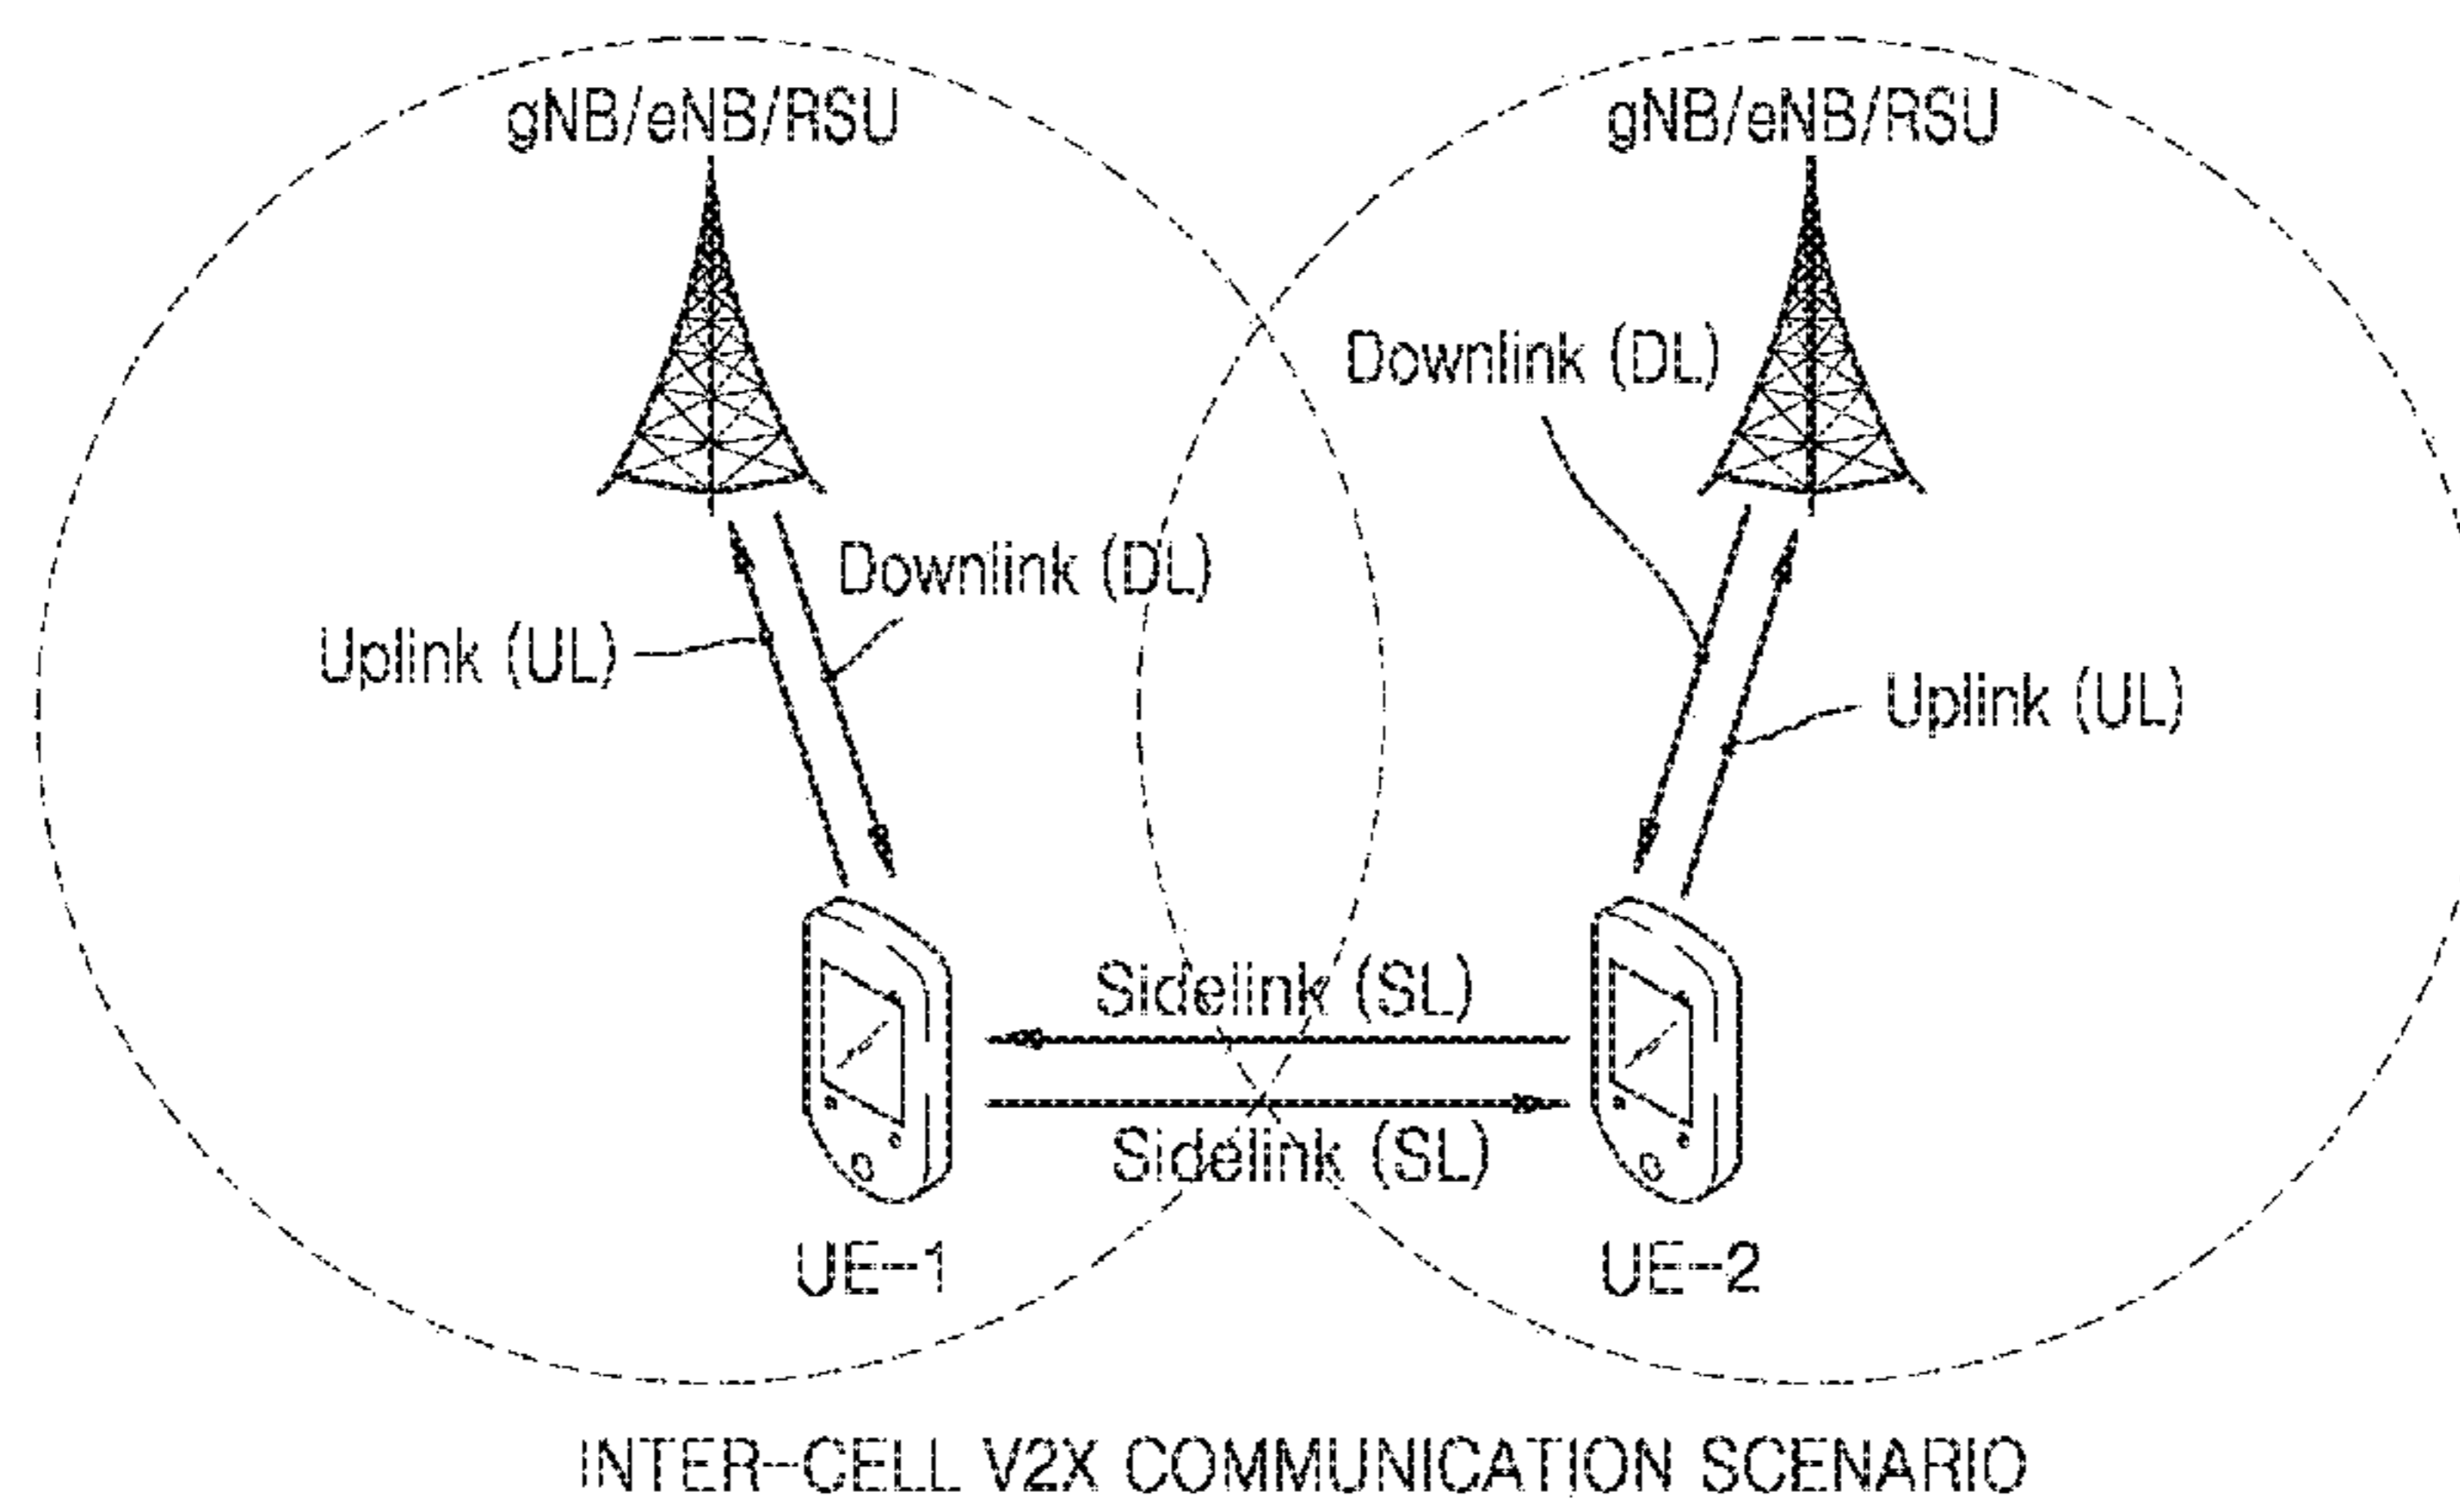 gNB/eNB/RSU
gNB/eNB/RSU
Downlink (DL)
Downlink (DL)
Uplink (UL)
Uplink (UL)
Sidelink (SL)
Sidelink (SL)
UE-1
UE-2
INTER-CELL V2X COMMUNICATION SCENARIO